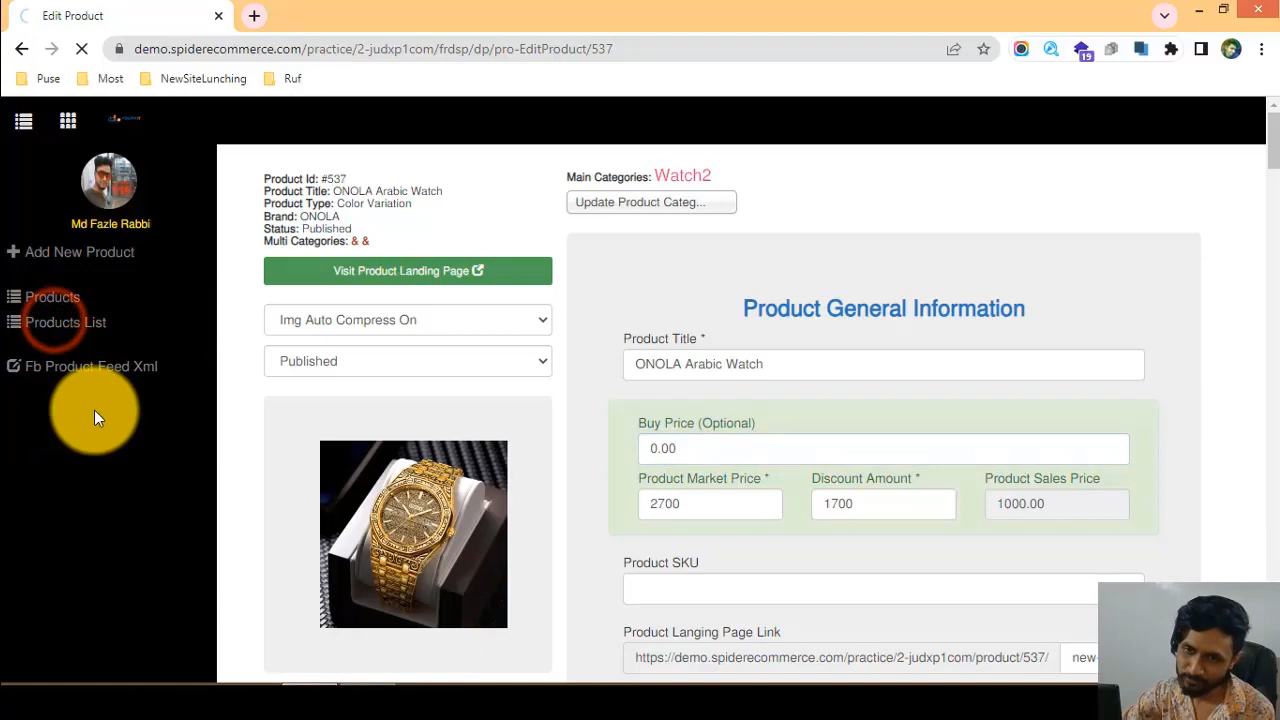 Edit Product
demo.spiderecommerce.com/practice/2-judxp1com/frdsp/dp/pro-EditProduct/537
19
Puse
Most
NewSiteLunching
Ruf
Md Fazle Rabbi
Add New Product
Products
Products List
Fb Product Feed Xml
Product Id: #537
Product Title: ONOLA Arabic Watch
Product Type: Color Variation
Brand: ONOLA
Status: Published
Multi Categories: & &
Visit Product Landing Page
Img Auto Compress On
Published
Main Categories: Watch2
Update Product Categ...
Product General Information
Product Title *
ONOLA Arabic Watch
Buy Price (Optional)
0.00
Product Market Price *
Discount Amount *
Product Sales Price
2700
1700
1000.00
Product SKU
Product Langing Page Link
https://demo.spiderecommerce.com/practice/2-judxp1com/product/537/
new-